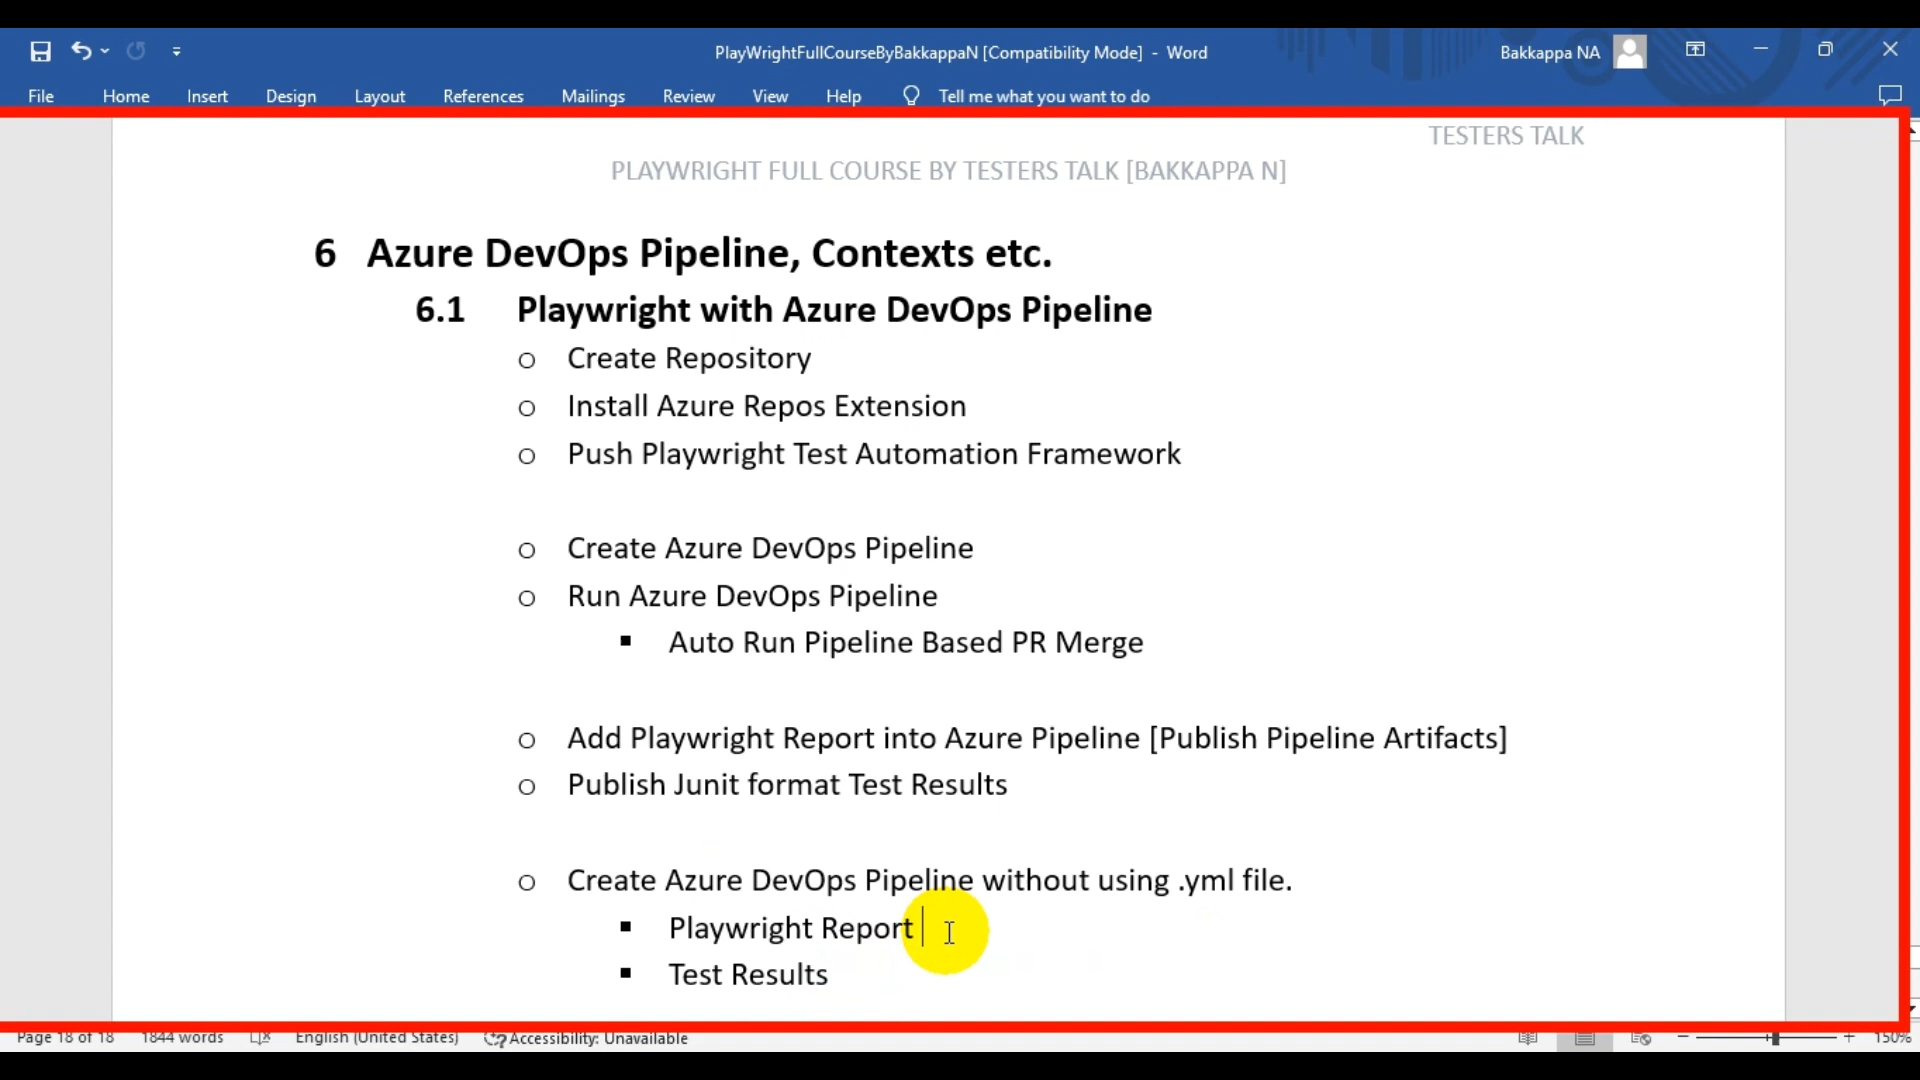 PlayWrightFullCourseByBakkappaN [Compatibility Mode] - Word
Bakkappa NA
File Home Insert Design Layout References Mailings Review View Help Tell me what you want to do
TESTERS TALK
PLAYWRIGHT FULL COURSE BY TESTERS TALK [BAKKAPPA N]
6 Azure DevOps Pipeline, Contexts etc.
6.1 Playwright with Azure DevOps Pipeline
o Create Repository
o Install Azure Repos Extension
o Push Playwright Test Automation Framework
o Create Azure DevOps Pipeline
o Run Azure DevOps Pipeline
▪ Auto Run Pipeline Based PR Merge
o Add Playwright Report into Azure Pipeline [Publish Pipeline Artifacts]
o Publish Junit format Test Results
o Create Azure DevOps Pipeline without using .yml file.
▪ Playwright Report
▪ Test Results
Page 18 of 18 1844 words English (United States) Accessibility: Unavailable 150%